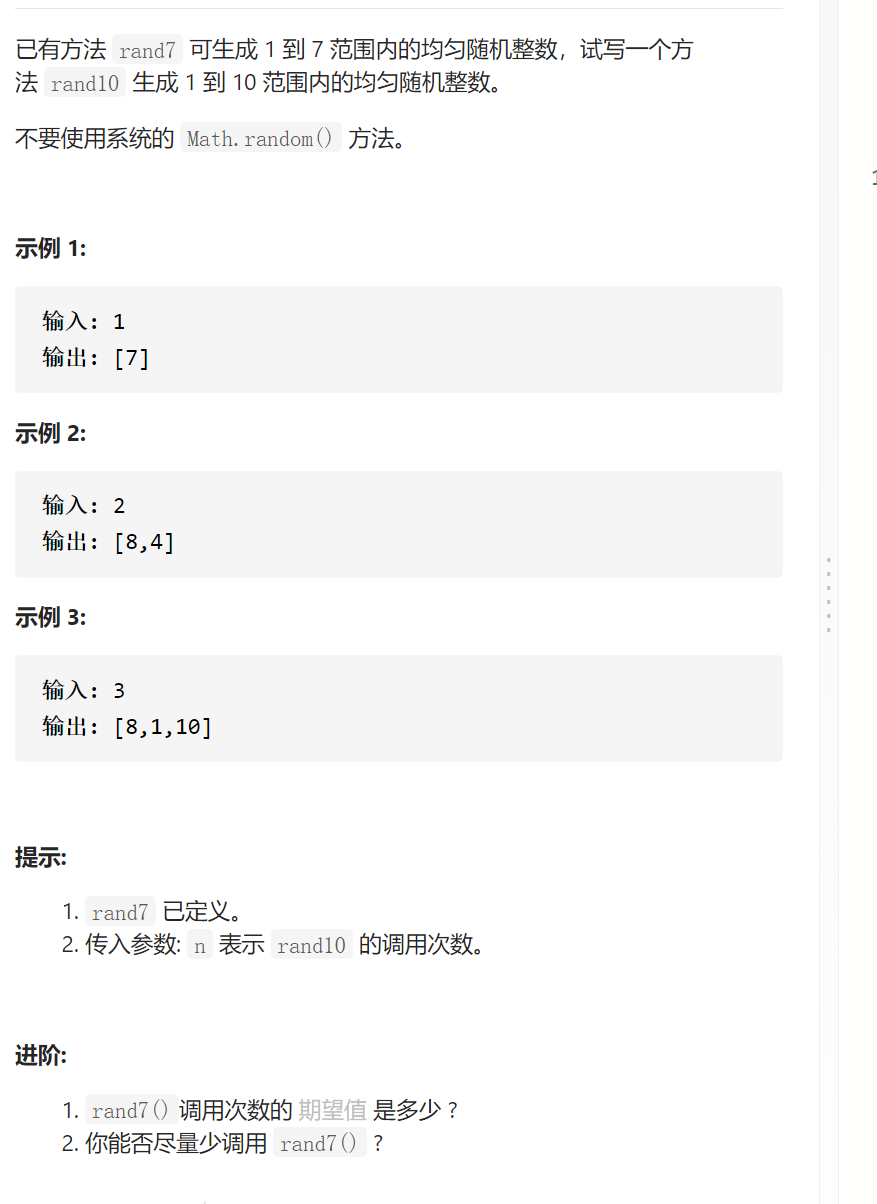 已有方法 rand7 可生成 1 到 7 范围内的均匀随机整数，试写一个方
法 rand10 生成 1 到 10 范围内的均匀随机整数。
不要使用系统的 Math.random() 方法。
示例 1:
输入: 1
输出: [7]
示例 2:
输入: 2
输出: [8,4]
示例 3:
输入: 3
输出: [8,1,10]
提示:
1. rand7 已定义。
2. 传入参数: n 表示 rand10 的调用次数。
进阶:
1. rand7()调用次数的 期望值 是多少 ?
2. 你能否尽量少调用 rand7() ?
1